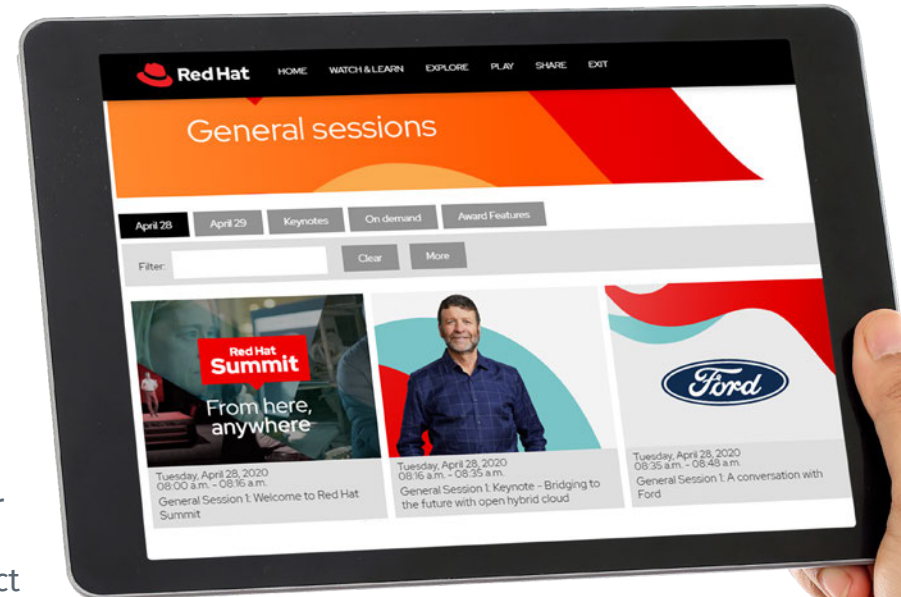 Red Hat
HOME WATCH & LEARN EXPLORE PLAY SHARE EXIT
General sessions
April 28 April 29 Keynotes On demand Award Features
Filter: Clear More
Red Hat
Summit
From here,
anywhere
Tuesday, April 28, 2020
08:00 a.m. - 08:16 a.m.
General Session 1: Welcome to Red Hat
Summit
Tuesday, April 28, 2020
08:16 a.m. - 08:35 a.m.
General Session 1: Keynote - Bridging to
the future with open hybrid cloud
Ford
Tuesday, April 28, 2020
08:35 a.m. - 08:48 a.m.
General Session 1: A conversation with
Ford